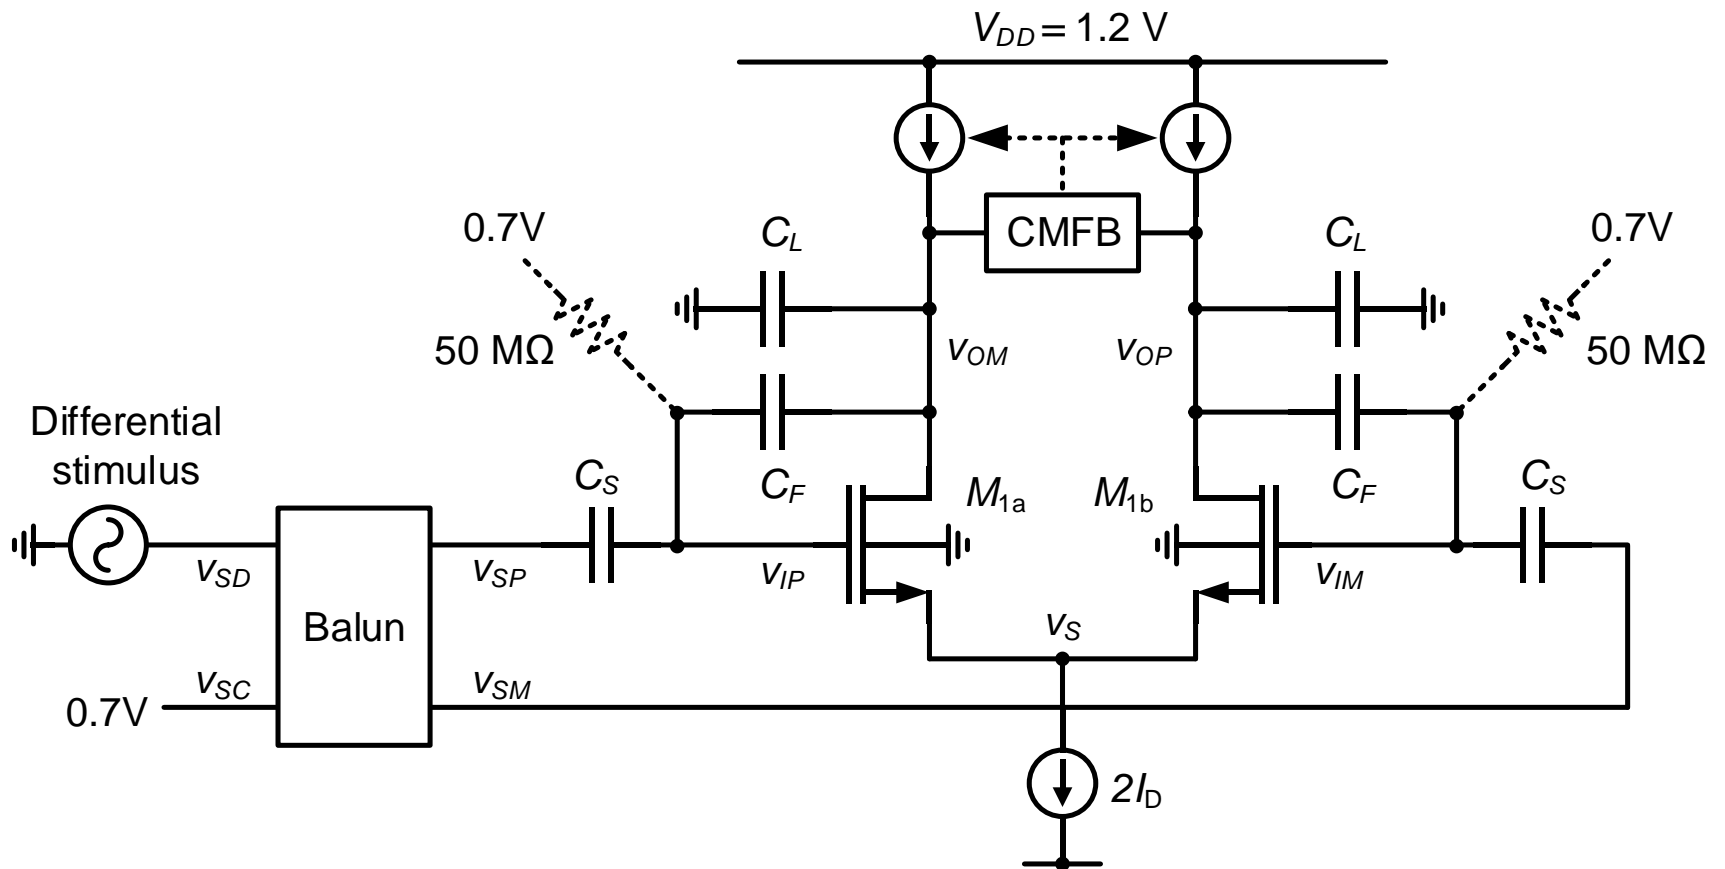 V_DD = 1.2 V
0.7V
C_L
CMFB
C_L
0.7V
50 MΩ
v_OM
v_OP
50 MΩ
Differential
stimulus
C_S
C_F
M_1a
M_1b
C_F
C_S
v_SD
v_SP
v_IP
v_IM
Balun
v_S
v_SC
v_SM
0.7V
2I_D